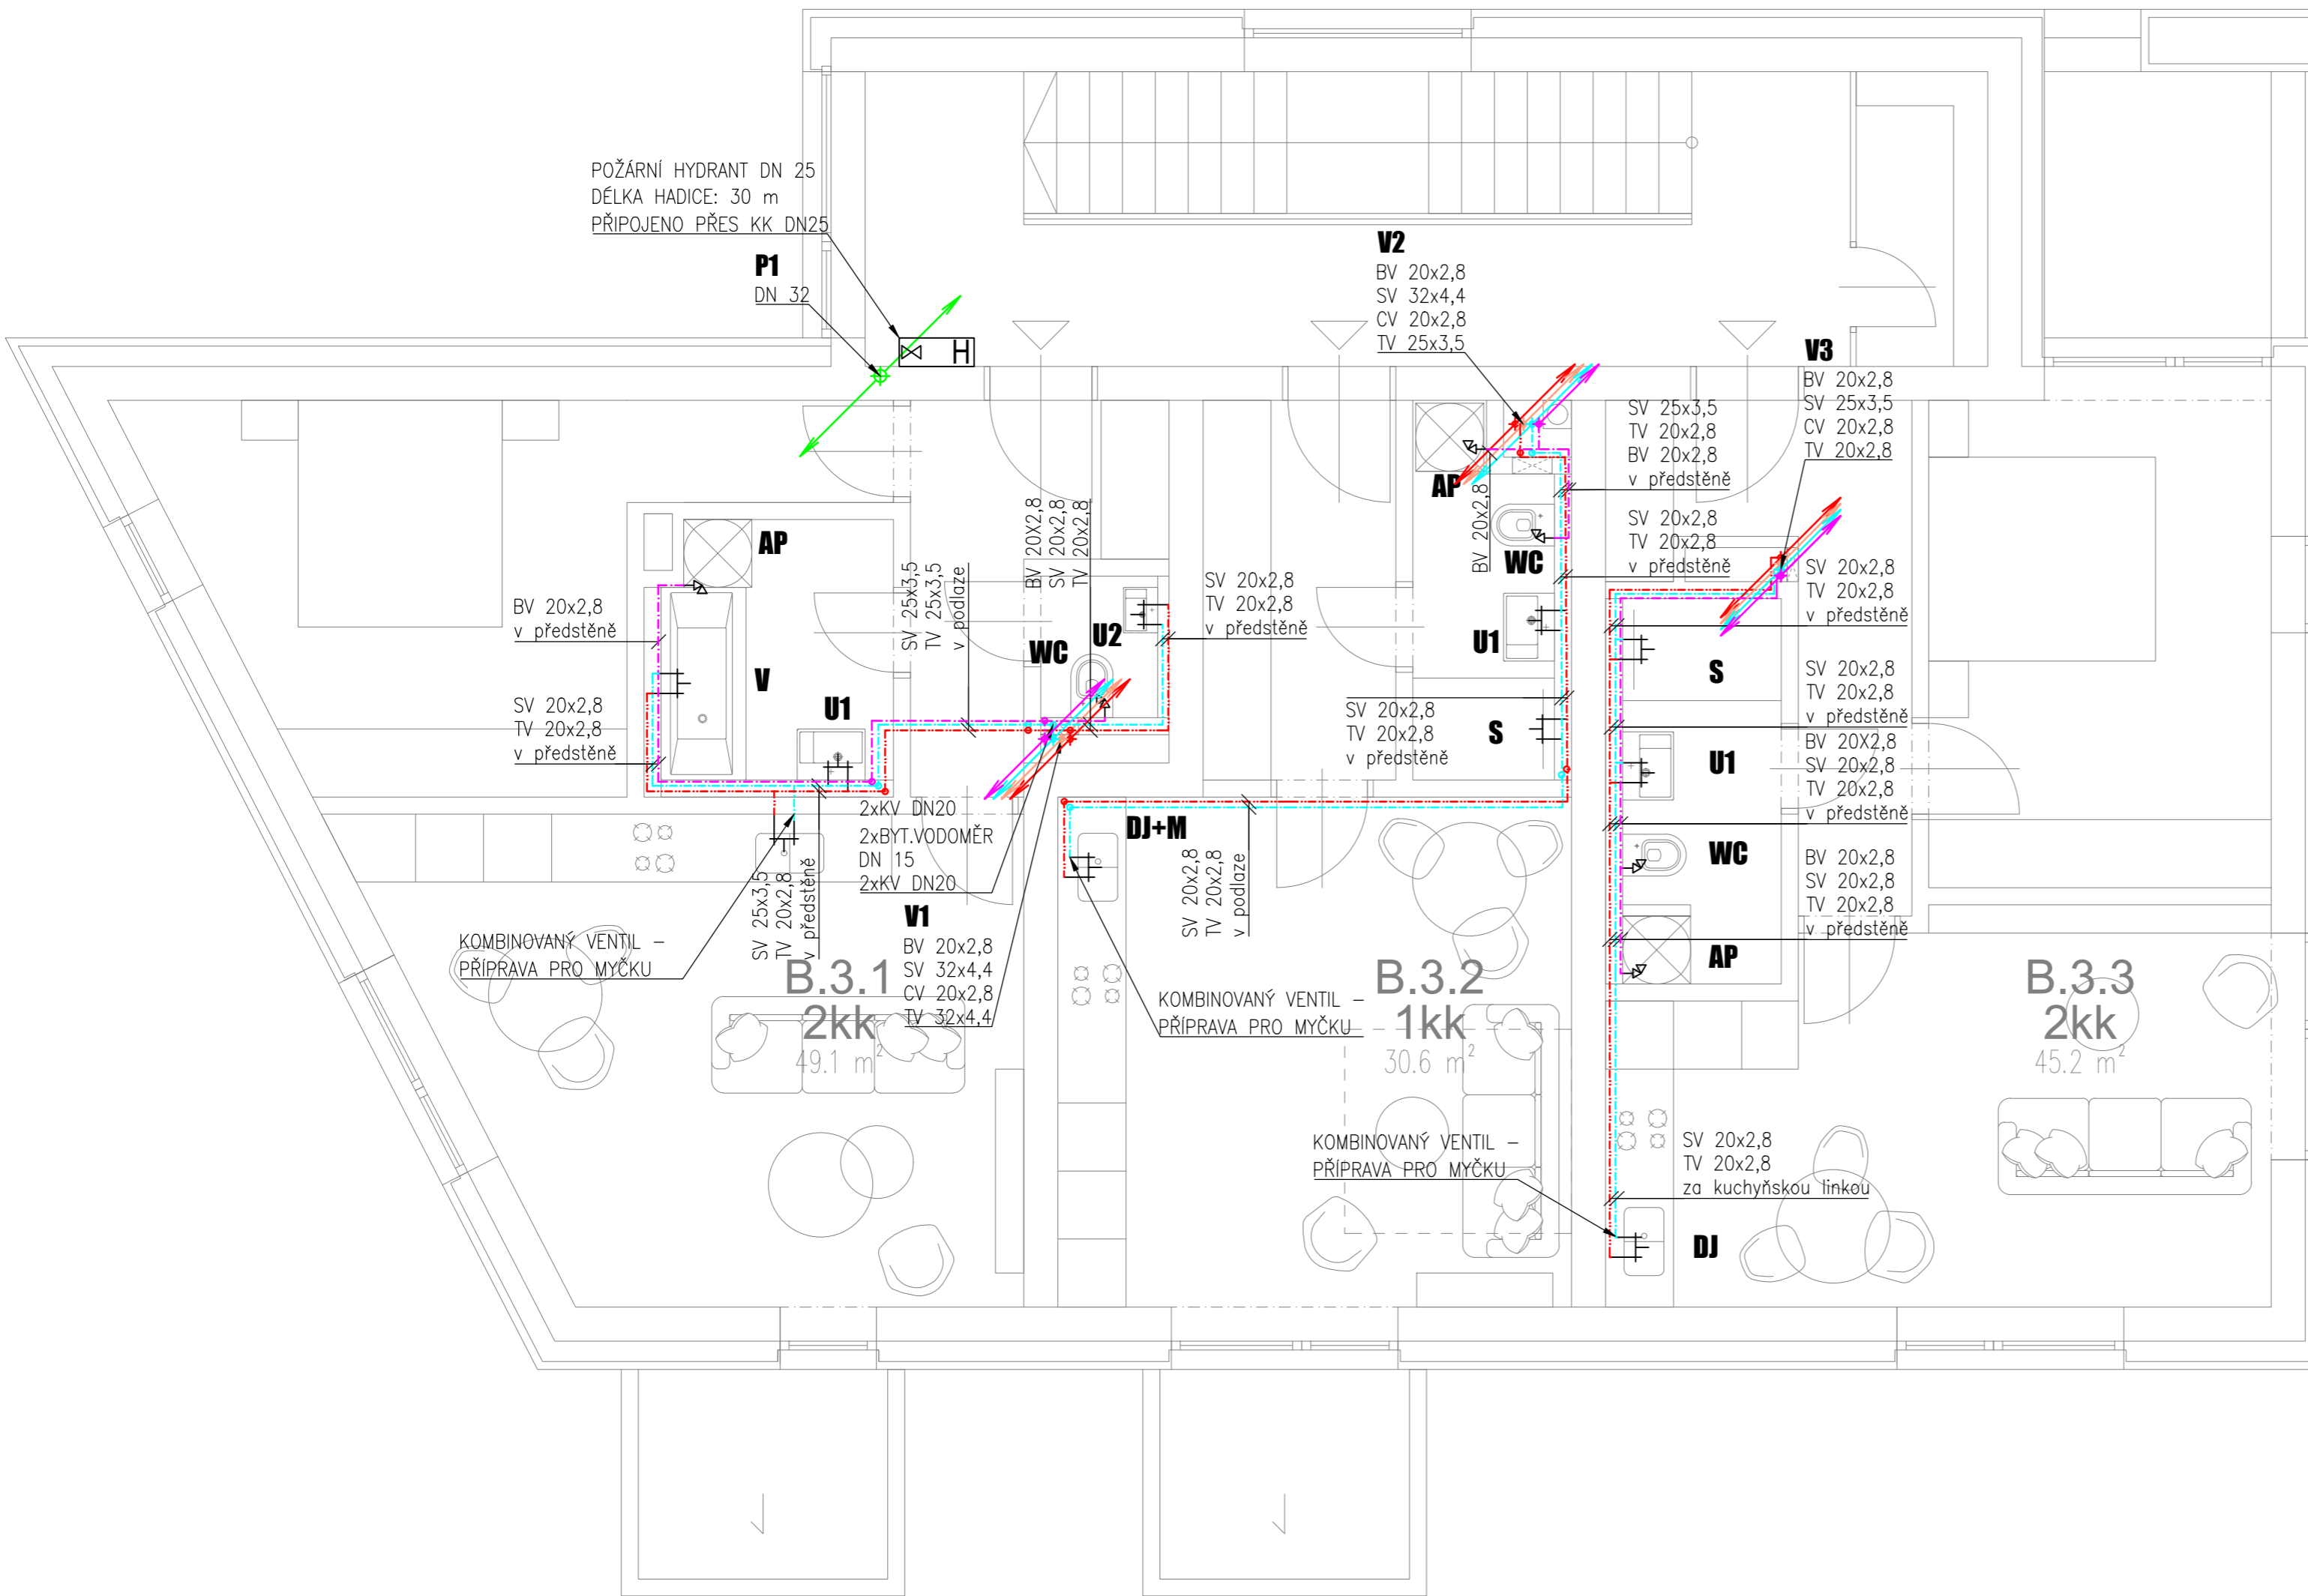 POŽÁRNÍ HYDRANT DN 25
DÉLKA HADICE: 30 m
PŘIPOJENO PŘES KK DN25
P1
DN 32
H
V2
BV 20x2,8
SV 32x4,4
CV 20x2,8
TV 25x3,5
V3
BV 20x2,8
SV 25x3,5
CV 20x2,8
TV 20x2,8
SV 25x3,5
TV 20x2,8
BV 20x2,8
v předstěně
SV 20x2,8
TV 20x2,8
v předstěně
AP
BV 20x2,8
WC
U1
SV 20x2,8
TV 20x2,8
v předstěně
S
AP
BV 20x2,8
v předstěně
V
SV 20x2,8
TV 20x2,8
v předstěně
U1
SV 25x3,5
TV 25x3,5
v podlaze
BV 20X2,8
SV 20x2,8
TV 20x2,8
WC
U2
SV 20x2,8
TV 20x2,8
v předstěně
SV 20x2,8
TV 20x2,8
v předstěně
S
SV 20x2,8
TV 20x2,8
v předstěně
U1
BV 20X2,8
SV 20x2,8
TV 20x2,8
v předstěně
WC
BV 20x2,8
SV 20x2,8
TV 20x2,8
v předstěně
AP
2xKV DN20
2xBYT.VODOMĚR
DN 15
2xKV DN20
V1
BV 20x2,8
SV 32x4,4
CV 20x2,8
TV 32x4,4
SV 25x3,5
TV 20x2,8
v předstěně
KOMBINOVANÝ VENTIL –
PŘÍPRAVA PRO MYČKU
B.3.1
2kk
49.1 m²
DJ+M
SV 20x2,8
TV 20x2,8
v podlaze
KOMBINOVANÝ VENTIL –
PŘÍPRAVA PRO MYČKU
B.3.2
1kk
30.6 m²
B.3.3
2kk
45.2 m²
KOMBINOVANÝ VENTIL –
PŘÍPRAVA PRO MYČKU
SV 20x2,8
TV 20x2,8
za kuchyňskou linkou
DJ